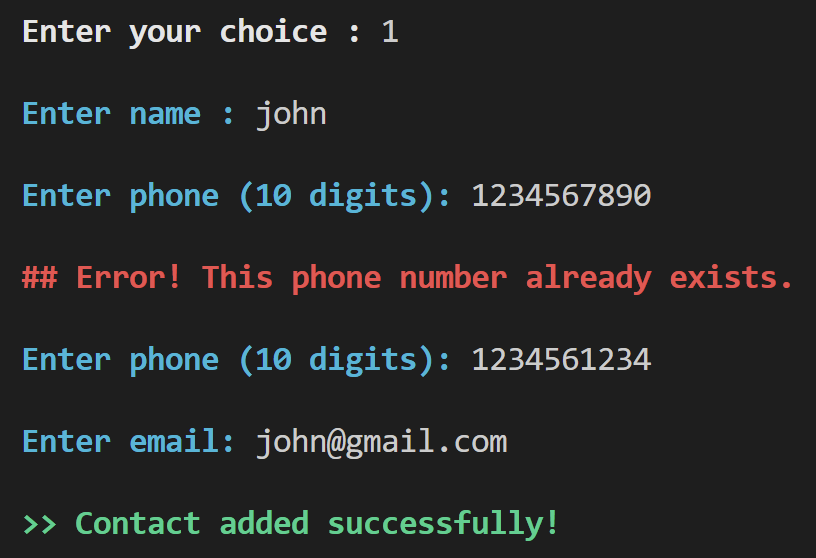 Enter your choice : 1
Enter name : john
Enter phone (10 digits): 1234567890
## Error! This phone number already exists.
Enter phone (10 digits): 1234561234
Enter email: john@gmail.com
>> Contact added successfully!